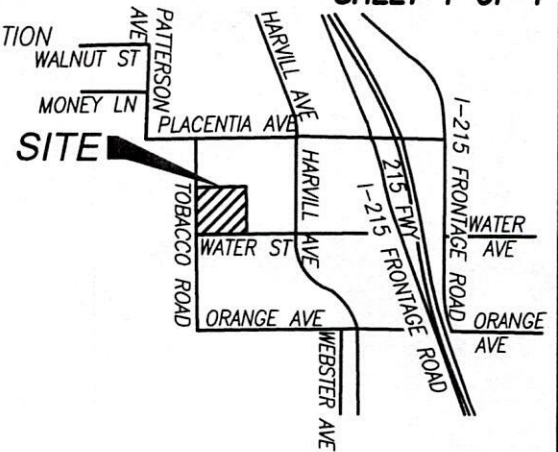 SHEET 1 OF 1
TION
WALNUT ST
PATTERSON
AVE
MONEY LN
PLACENTIA AVE
HARVILL AVE
SITE
TOBACCO ROAD
HARVILL AVE
WATER ST
ORANGE AVE
WEBSTER AVE
215 FWY
I-215 FRONTAGE ROAD
I-215 FRONTAGE ROAD
WATER
AVE
ORANGE
AVE